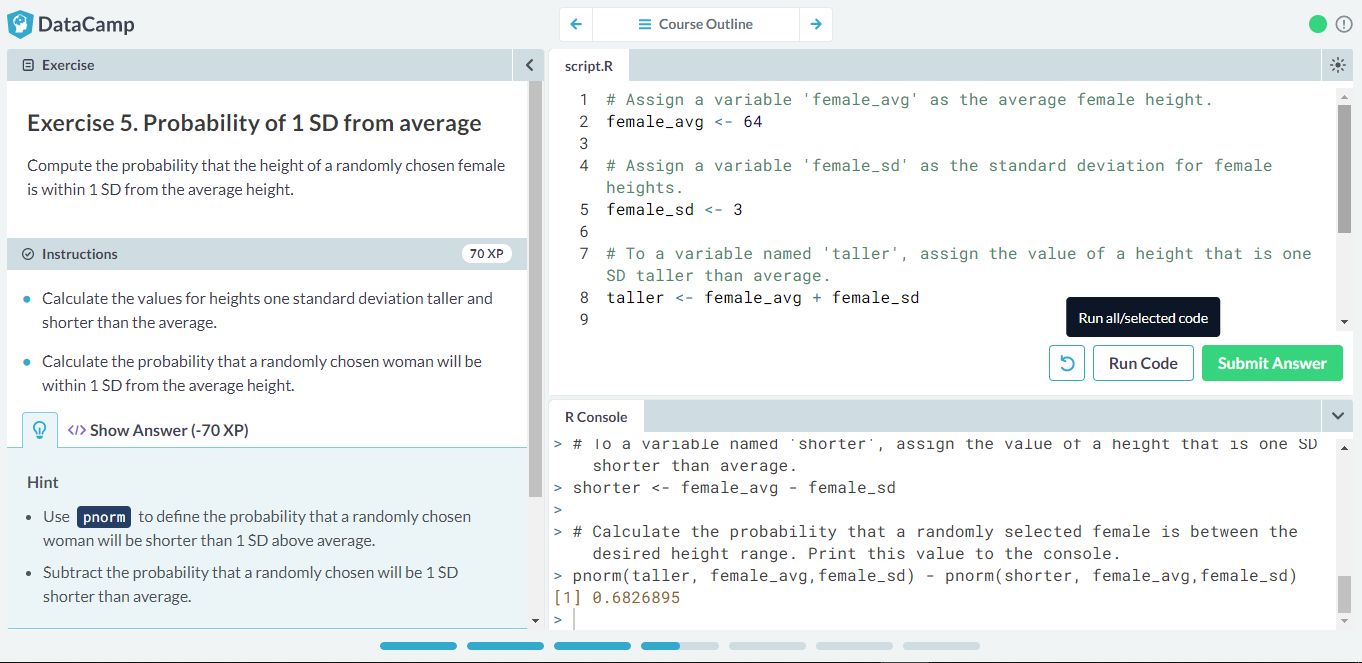 DataCamp
Course Outline
Exercise
Exercise 5. Probability of 1 SD from average
Compute the probability that the height of a randomly chosen female
is within 1 SD from the average height.
Instructions
70 XP
Calculate the values for heights one standard deviation taller and
shorter than the average.
Calculate the probability that a randomly chosen woman will be
within 1 SD from the average height.
</> Show Answer (-70 XP)
Hint
Use pnorm to define the probability that a randomly chosen
woman will be shorter than 1 SD above average.
Subtract the probability that a randomly chosen will be 1 SD
shorter than average.
script.R
1 # Assign a variable 'female_avg' as the average female height.
2 female_avg <- 64
3
4 # Assign a variable 'female_sd' as the standard deviation for female
heights.
5 female_sd <- 3
6
7 # To a variable named 'taller', assign the value of a height that is one
SD taller than average.
8 taller <- female_avg + female_sd
9
Run all/selected code
Run Code
Submit Answer
R Console
> # To a variable named 'shorter', assign the value of a height that is one SD
shorter than average.
> shorter <- female_avg - female_sd
>
> # Calculate the probability that a randomly selected female is between the
desired height range. Print this value to the console.
> pnorm(taller, female_avg,female_sd) - pnorm(shorter, female_avg,female_sd)
[1] 0.6826895
>